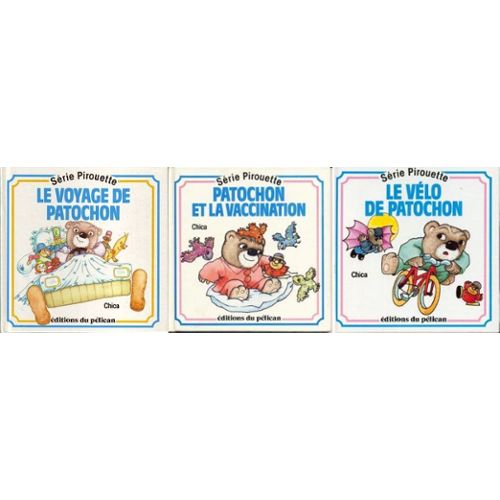 Série Pirouette
LE VOYAGE DE
PATOCHON
Chica
éditions du pélican
Série Pirouette
PATOCHON
ET LA VACCINATION
Chica
éditions du pélican
Série Pirouette
LE VÉLO
DE PATOCHON
Chica
éditions du pélican